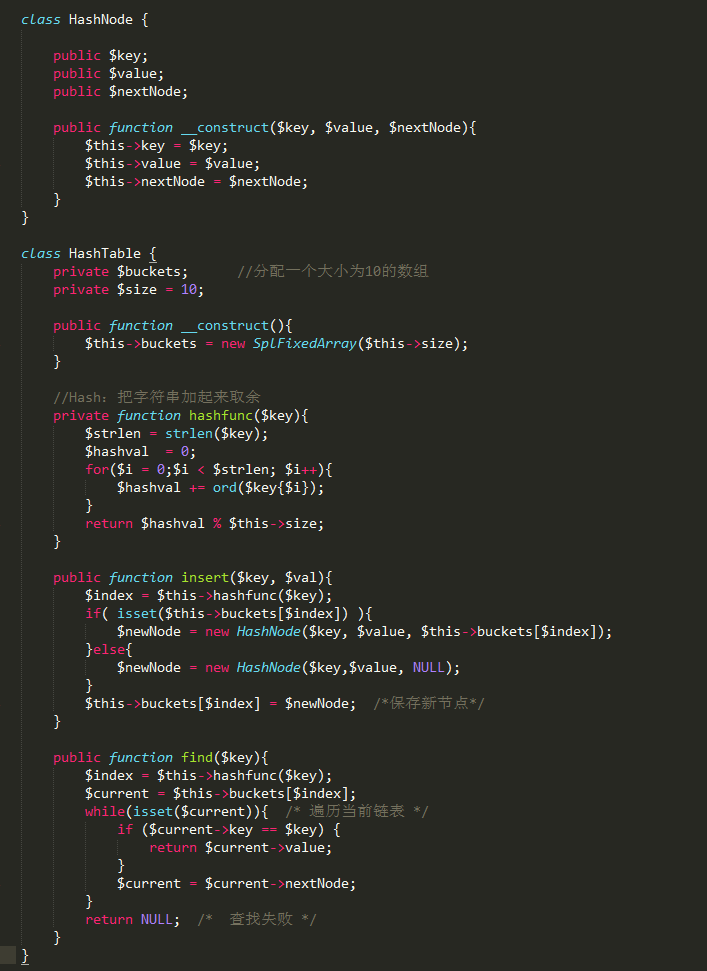 class HashNode {
public $key;
public $value;
public $nextNode;
public function __construct($key, $value, $nextNode){
$this->key = $key;
$this->value = $value;
$this->nextNode = $nextNode;
}
}
class HashTable {
private $buckets;      //分配一个大小为10的数组
private $size = 10;
public function __construct(){
$this->buckets = new SplFixedArray($this->size);
}
//Hash：把字符串加起来取余
private function hashfunc($key){
$strlen = strlen($key);
$hashval  = 0;
for($i = 0;$i < $strlen; $i++){
$hashval += ord($key{$i});
}
return $hashval % $this->size;
}
public function insert($key, $val){
$index = $this->hashfunc($key);
if( isset($this->buckets[$index]) ){
$newNode = new HashNode($key, $value, $this->buckets[$index]);
}else{
$newNode = new HashNode($key,$value, NULL);
}
$this->buckets[$index] = $newNode;  /*保存新节点*/
}
public function find($key){
$index = $this->hashfunc($key);
$current = $this->buckets[$index];
while(isset($current)){  /* 遍历当前链表 */
if ($current->key == $key) {
return $current->value;
}
$current = $current->nextNode;
}
return NULL;  /*  查找失败 */
}
}